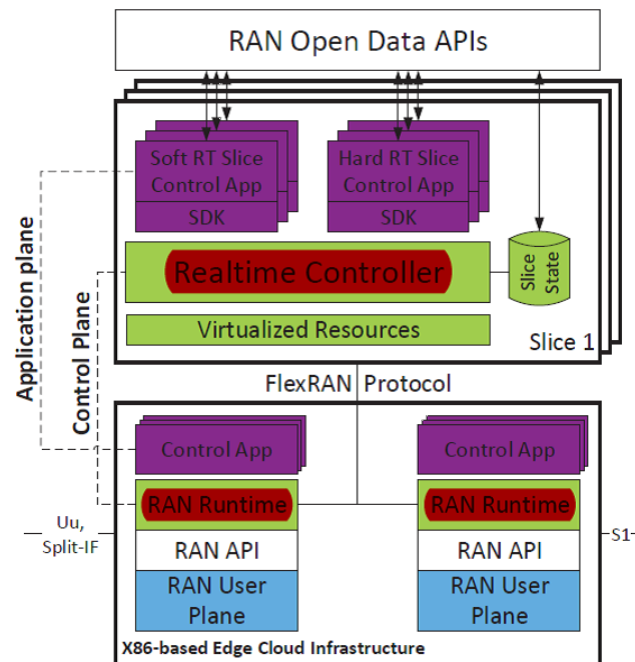 RAN Open Data APIs
Soft RT Slice
Control App
SDK
Hard RT Slice
Control App
SDK
Realtime Controller
Slice
State
Virtualized Resources
Slice 1
Application plane
Control Plane
FlexRAN Protocol
Control App
RAN Runtime
RAN API
RAN User
Plane
Control App
RAN Runtime
RAN API
RAN User
Plane
Uu,
Split-IF
S1
X86-based Edge Cloud Infrastructure